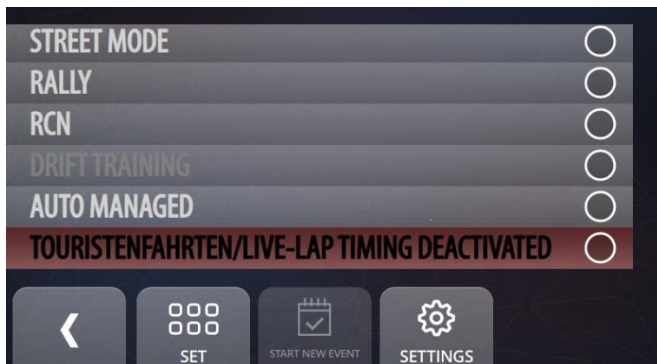 STREET MODE
RALLY
RCN
DRIFT TRAINING
AUTO MANAGED
TOURISTENFAHRTEN/LIVE-LAP TIMING DEACTIVATED
SET
START NEW EVENT
SETTINGS